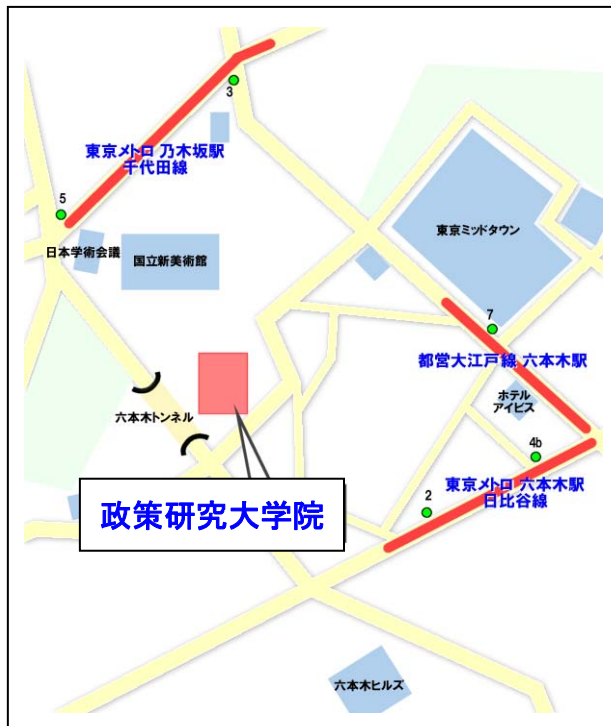 3
東京メトロ 乃木坂駅
千代田線
5
日本学術会議
国立新美術館
東京ミッドタウン
7
都営大江戸線 六本木駅
ホテル
アイビス
六本木トンネル
4b
東京メトロ 六本木駅
日比谷線
2
政策研究大学院
六本木ヒルズ